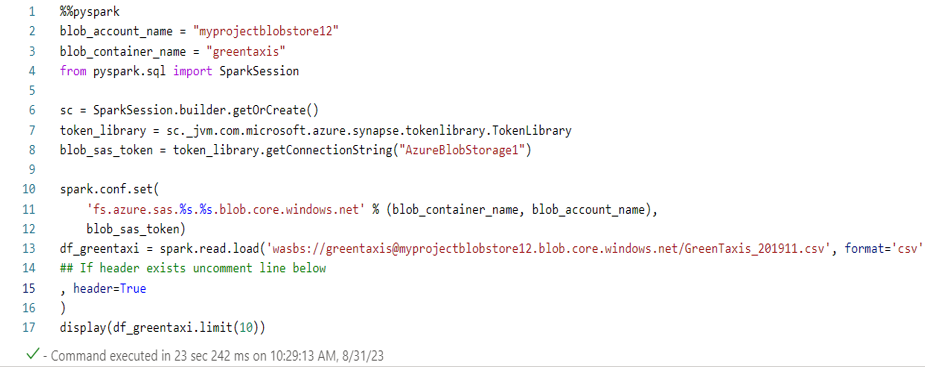 1 %%pyspark
2 blob_account_name = "myprojectblobstore12"
3 blob_container_name = "greentaxis"
4 from pyspark.sql import SparkSession
5
6 sc = SparkSession.builder.getOrCreate()
7 token_library = sc._jvm.com.microsoft.azure.synapse.tokenlibrary.TokenLibrary
8 blob_sas_token = token_library.getConnectionString("AzureBlobStorage1")
9
10 spark.conf.set(
11 'fs.azure.sas.%s.%s.blob.core.windows.net' % (blob_container_name, blob_account_name),
12 blob_sas_token)
13 df_greentaxi = spark.read.load('wasbs://greentaxis@myprojectblobstore12.blob.core.windows.net/GreenTaxis_201911.csv', format='csv'
14 ## If header exists uncomment line below
15 , header=True
16 )
17 display(df_greentaxi.limit(10))
- Command executed in 23 sec 242 ms on 10:29:13 AM, 8/31/23